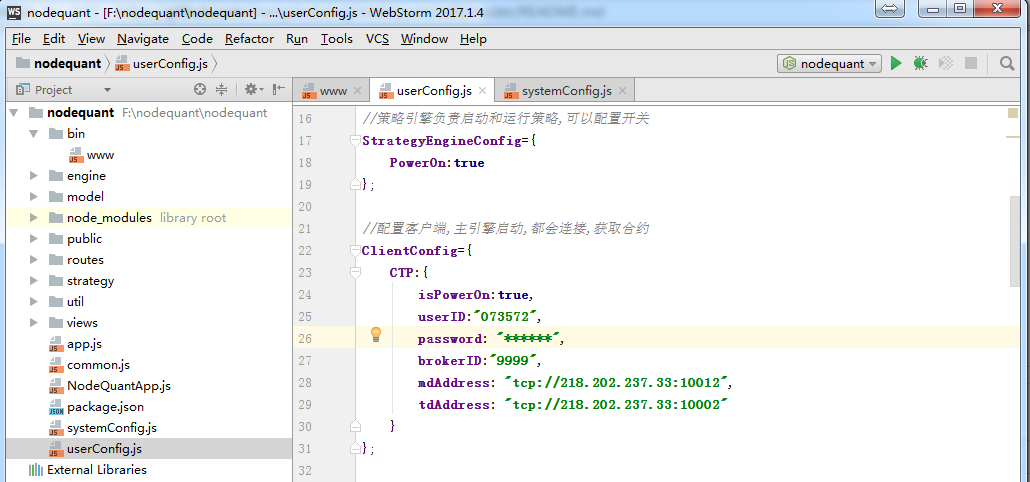 nodequant - [F:\nodequant\nodequant] - ...\userConfig.js - WebStorm 2017.1.4
File Edit View Navigate Code Refactor Run Tools VCS Window Help
nodequant userConfig.js nodequant
Project www userConfig.js systemConfig.js
nodequant F:\nodequant\nodequant
bin
www
engine
model
node_modules library root
public
routes
strategy
util
views
app.js
common.js
NodeQuantApp.js
package.json
systemConfig.js
userConfig.js
External Libraries
16 //策略引擎负责启动和运行策略,可以配置开关
17 StrategyEngineConfig={
18 PowerOn:true
19 };
20
21 //配置客户端,主引擎启动,都会连接,获取合约
22 ClientConfig={
23 CTP:{
24 isPowerOn:true,
25 userID:"073572",
26 password: "******",
27 brokerID:"9999",
28 mdAddress: "tcp://218.202.237.33:10012",
29 tdAddress: "tcp://218.202.237.33:10002"
30 }
31 };
32